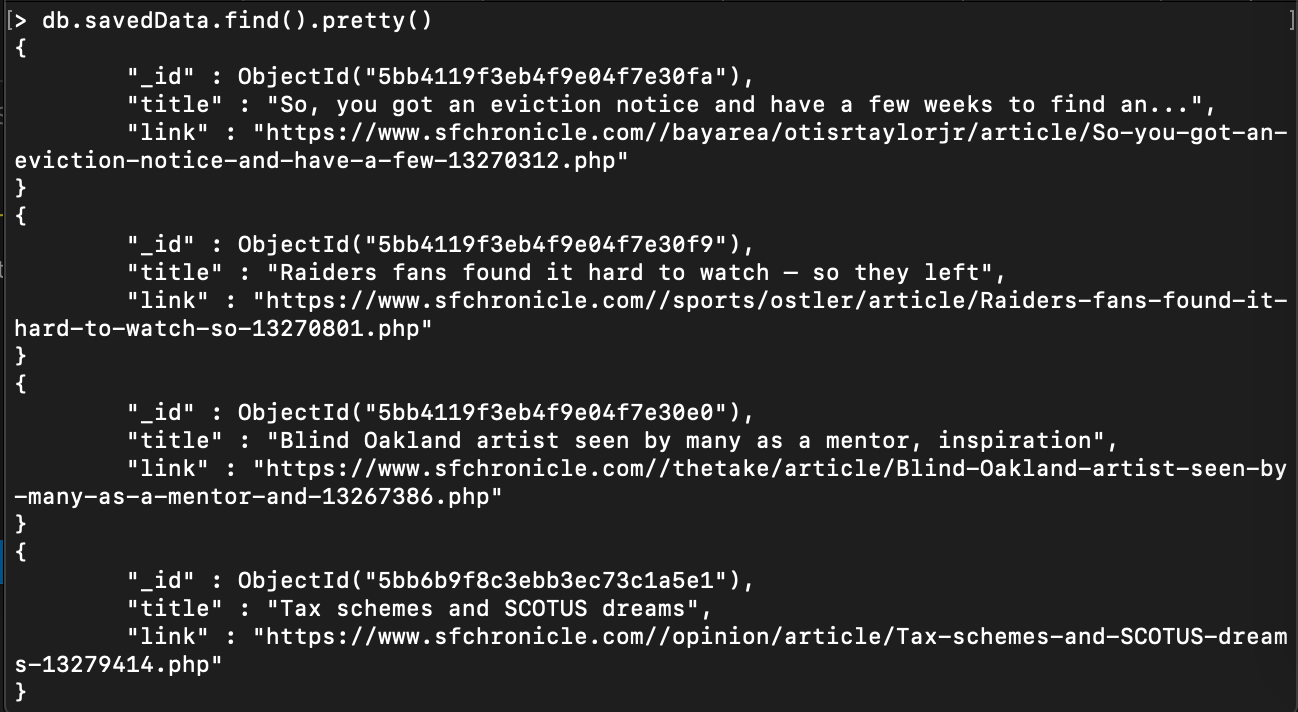 [> db.savedData.find().pretty() ]
{
"_id" : ObjectId("5bb4119f3eb4f9e04f7e30fa"),
"title" : "So, you got an eviction notice and have a few weeks to find an...",
"link" : "https://www.sfchronicle.com//bayarea/otisrtaylorjr/article/So-you-got-an-
eviction-notice-and-have-a-few-13270312.php"
}
{
"_id" : ObjectId("5bb4119f3eb4f9e04f7e30f9"),
"title" : "Raiders fans found it hard to watch — so they left",
"link" : "https://www.sfchronicle.com//sports/ostler/article/Raiders-fans-found-it-
hard-to-watch-so-13270801.php"
}
{
"_id" : ObjectId("5bb4119f3eb4f9e04f7e30e0"),
"title" : "Blind Oakland artist seen by many as a mentor, inspiration",
"link" : "https://www.sfchronicle.com//thetake/article/Blind-Oakland-artist-seen-by
-many-as-a-mentor-and-13267386.php"
}
{
"_id" : ObjectId("5bb6b9f8c3ebb3ec73c1a5e1"),
"title" : "Tax schemes and SCOTUS dreams",
"link" : "https://www.sfchronicle.com//opinion/article/Tax-schemes-and-SCOTUS-dream
s-13279414.php"
}